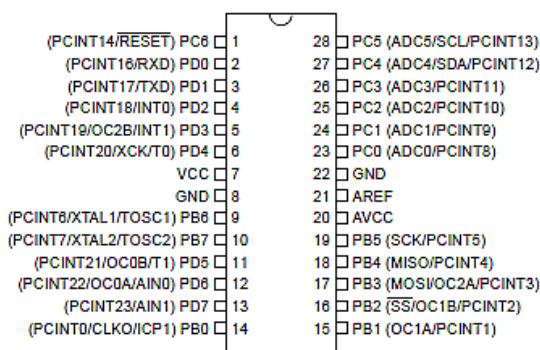 (PCINT14/RESET) PC6 1 28 PC5 (ADC5/SCL/PCINT13)
(PCINT16/RXD) PD0 2 27 PC4 (ADC4/SDA/PCINT12)
(PCINT17/TXD) PD1 3 26 PC3 (ADC3/PCINT11)
(PCINT18/INT0) PD2 4 25 PC2 (ADC2/PCINT10)
(PCINT19/OC2B/INT1) PD3 5 24 PC1 (ADC1/PCINT9)
(PCINT20/XCK/T0) PD4 6 23 PC0 (ADC0/PCINT8)
VCC 7 22 GND
GND 8 21 AREF
(PCINT6/XTAL1/TOSC1) PB6 9 20 AVCC
(PCINT7/XTAL2/TOSC2) PB7 10 19 PB5 (SCK/PCINT5)
(PCINT21/OC0B/T1) PD5 11 18 PB4 (MISO/PCINT4)
(PCINT22/OC0A/AIN0) PD6 12 17 PB3 (MOSI/OC2A/PCINT3)
(PCINT23/AIN1) PD7 13 16 PB2 (SS/OC1B/PCINT2)
(PCINT0/CLKO/ICP1) PB0 14 15 PB1 (OC1A/PCINT1)